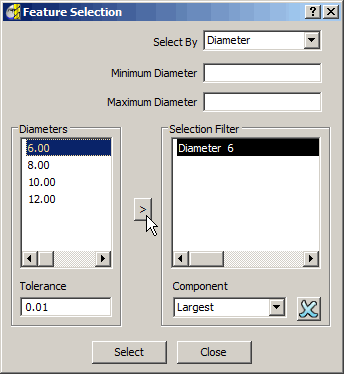 Feature Selection
Select By Diameter
Minimum Diameter
Maximum Diameter
Diameters
6.00
8.00
10.00
12.00
>
Selection Filter
Diameter 6
Tolerance
0.01
Component
Largest
Select
Close